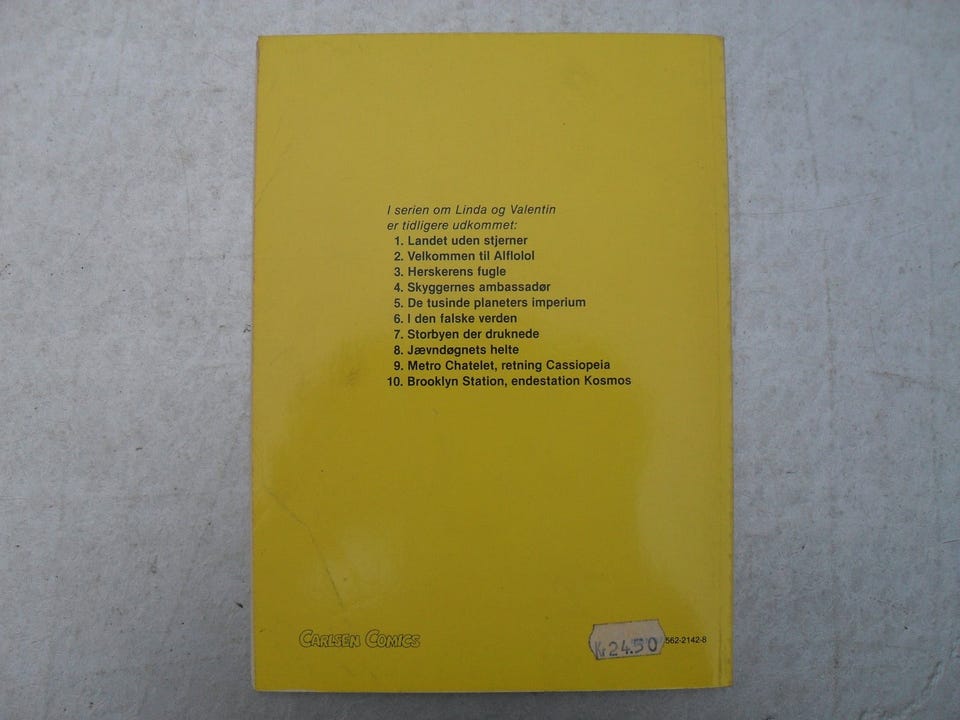 I serien om Linda og Valentin
er tidligere udkommet:
1. Landet uden stjerner
2. Velkommen til Alflolol
3. Herskerens fugle
4. Skyggernes ambassadør
5. De tusinde planeters imperium
6. I den falske verden
7. Storbyen der druknede
8. Jævndøgnets helte
9. Metro Chatelet, retning Cassiopeia
10. Brooklyn Station, endestation Kosmos
CARLSEN COMICS
Kr 24.50
562-2142-8